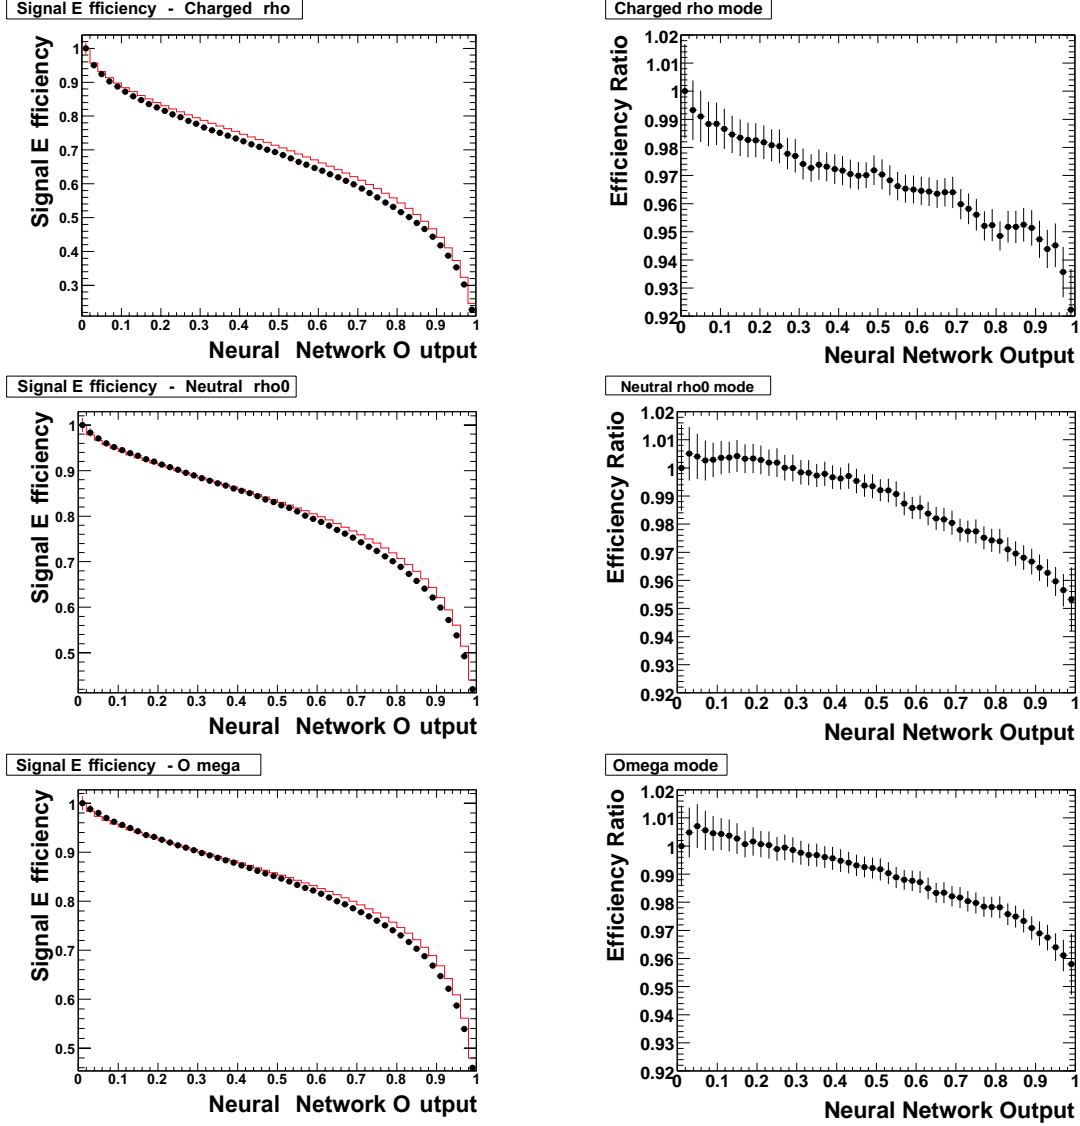 Signal E fficiency - Charged rho
Signal E fficiency
1
0.9
0.8
0.7
0.6
0.5
0.4
0.3
0 0.1 0.2 0.3 0.4 0.5 0.6 0.7 0.8 0.9 1
Neural Network O utput
Charged rho mode
Efficiency Ratio
1.02
1.01
1
0.99
0.98
0.97
0.96
0.95
0.94
0.93
0.92
0 0.1 0.2 0.3 0.4 0.5 0.6 0.7 0.8 0.9 1
Neural Network Output
Signal E fficiency - Neutral rho0
Signal E fficiency
1
0.9
0.8
0.7
0.6
0.5
0 0.1 0.2 0.3 0.4 0.5 0.6 0.7 0.8 0.9 1
Neural Network O utput
Neutral rho0 mode
Efficiency Ratio
1.02
1.01
1
0.99
0.98
0.97
0.96
0.95
0.94
0.93
0.92
0 0.1 0.2 0.3 0.4 0.5 0.6 0.7 0.8 0.9 1
Neural Network Output
Signal E fficiency - O mega
Signal E fficiency
1
0.9
0.8
0.7
0.6
0.5
0 0.1 0.2 0.3 0.4 0.5 0.6 0.7 0.8 0.9 1
Neural Network O utput
Omega mode
Efficiency Ratio
1.02
1.01
1
0.99
0.98
0.97
0.96
0.95
0.94
0.93
0.92
0 0.1 0.2 0.3 0.4 0.5 0.6 0.7 0.8 0.9 1
Neural Network Output